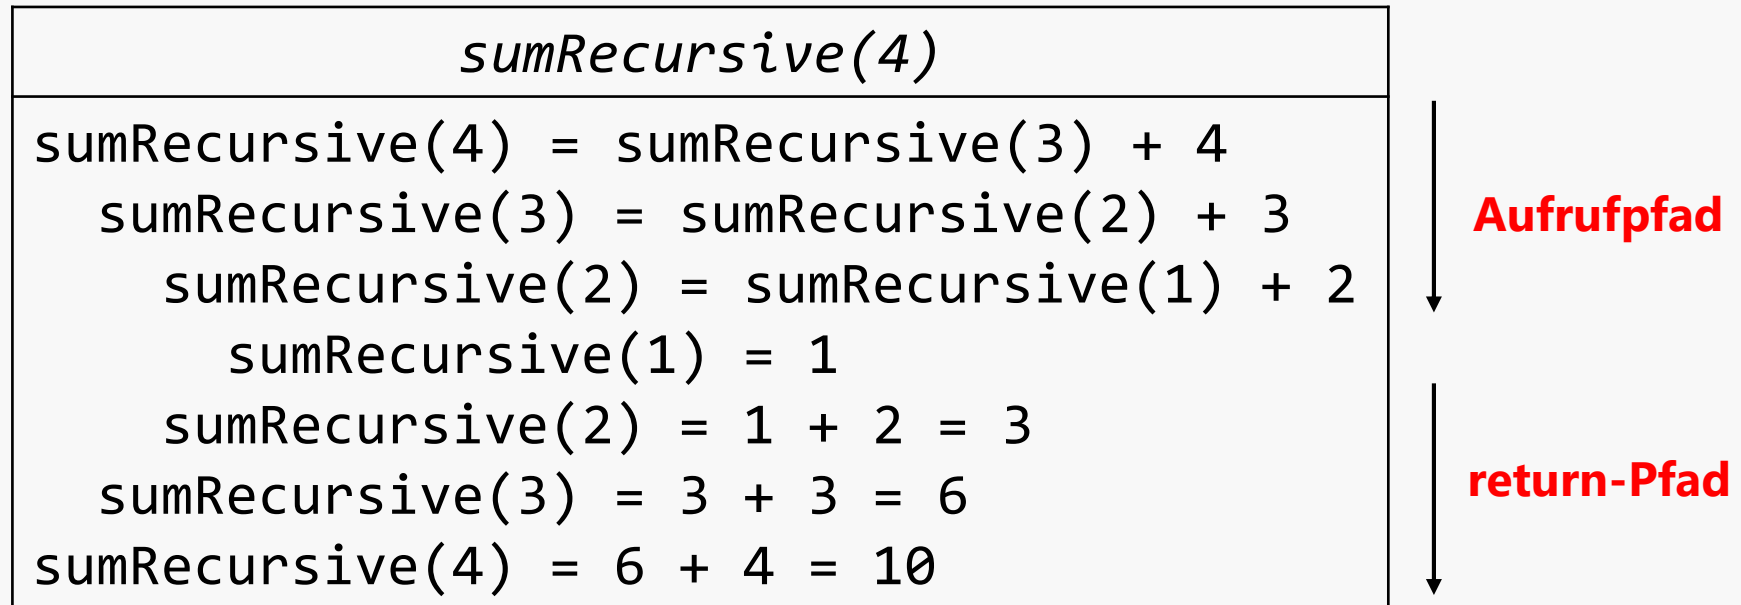 sumRecursive(4)
sumRecursive(4) = sumRecursive(3) + 4
sumRecursive(3) = sumRecursive(2) + 3
sumRecursive(2) = sumRecursive(1) + 2
sumRecursive(1) = 1
sumRecursive(2) = 1 + 2 = 3
sumRecursive(3) = 3 + 3 = 6
sumRecursive(4) = 6 + 4 = 10
Aufrufpfad
return-Pfad